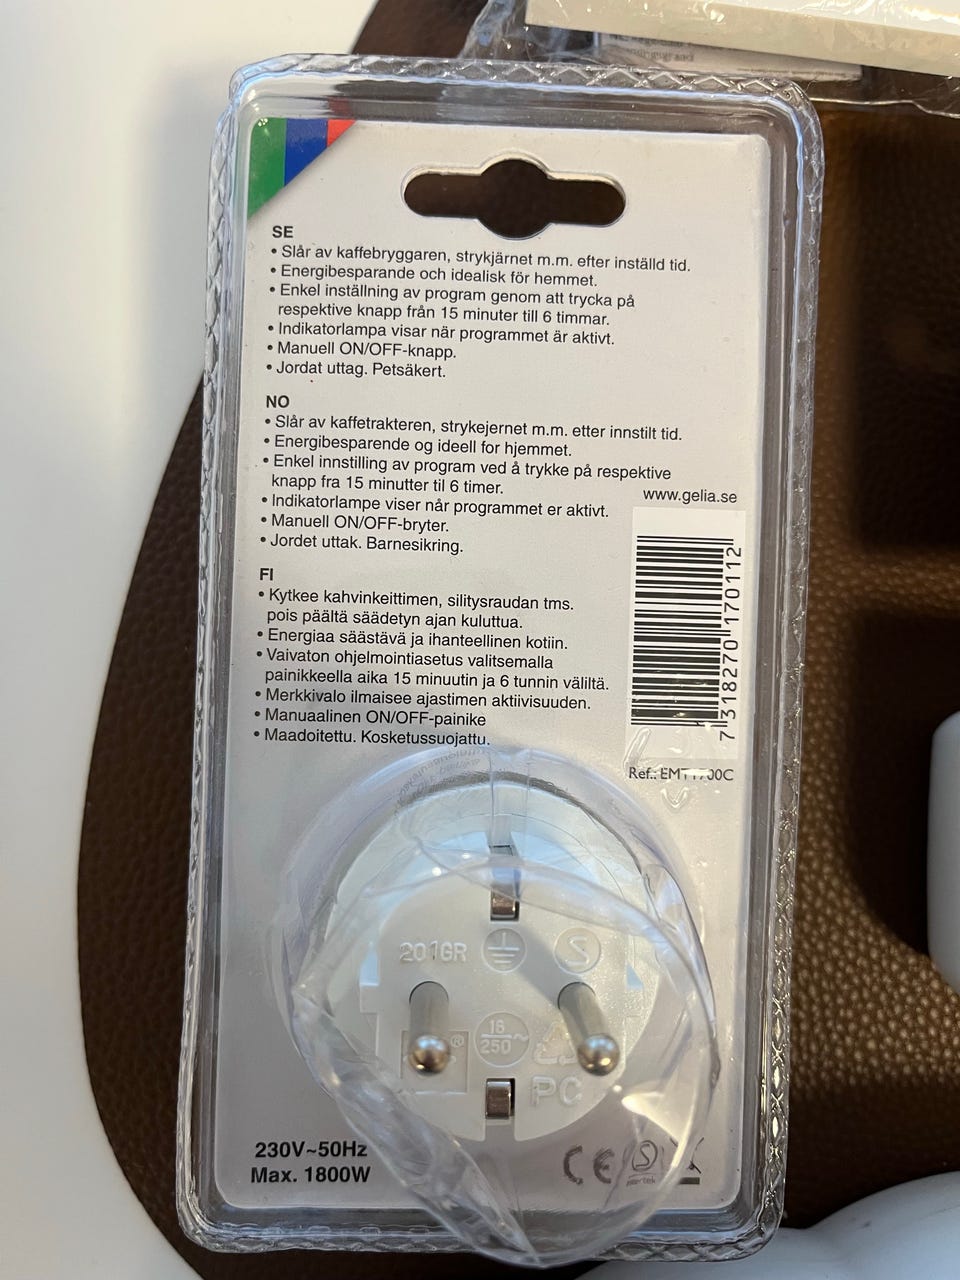 SE
• Slår av kaffebryggaren, strykjärnet m.m. efter inställd tid.
• Energibesparande och idealisk för hemmet.
• Enkel inställning av program genom att trycka på
respektive knapp från 15 minuter till 6 timmar.
• Indikatorlampa visar när programmet är aktivt.
• Manuell ON/OFF-knapp.
• Jordat uttag. Petsäkert.
NO
• Slår av kaffetrakteren, strykejernet m.m. etter innstilt tid.
• Energibesparende og ideell for hjemmet.
• Enkel innstilling av program ved å trykke på respektive
knapp fra 15 minutter til 6 timer.
• Indikatorlampe viser når programmet er aktivt.
• Manuell ON/OFF-bryter.
• Jordet uttak. Barnesikring.
www.gelia.se
7 318270 170112
FI
• Kytkee kahvinkeittimen, silitysraudan tms.
pois päältä säädetyn ajan kuluttua.
• Energiaa säästävä ja ihanteellinen kotiin.
• Vaivaton ohjelmointiasetus valitsemalla
painikkeella aika 15 minuutin ja 6 tunnin väliltä.
• Merkkivalo ilmaisee ajastimen aktiivisuuden.
• Manuaalinen ON/OFF-painike
• Maadoitettu. Kosketussuojattu.
Ref.:
201GR
S
16
250~
PC
230V~50Hz
Max. 1800W
CE
S
Intertek